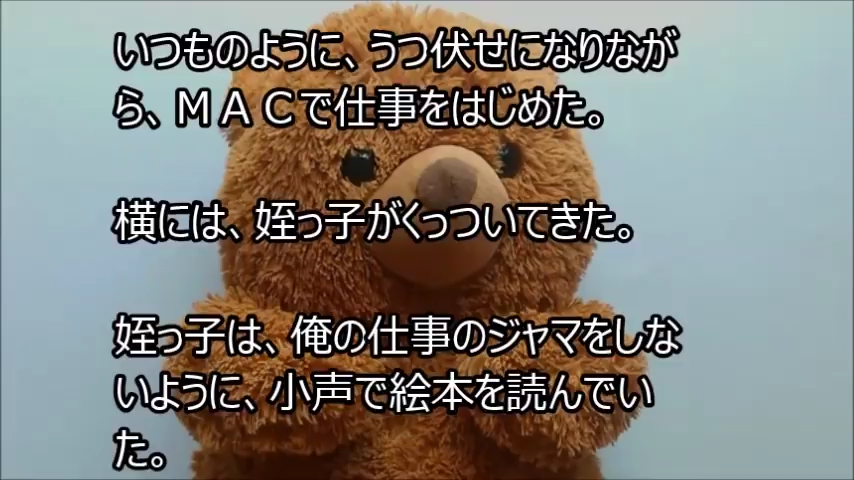 いつものように、うつ伏せになりなが
ら、ＭＡＣで仕事をはじめた。
横には、姪っ子がくっついてきた。
姪っ子は、俺の仕事のジャマをしな
いように、小声で絵本を読んでい
た。